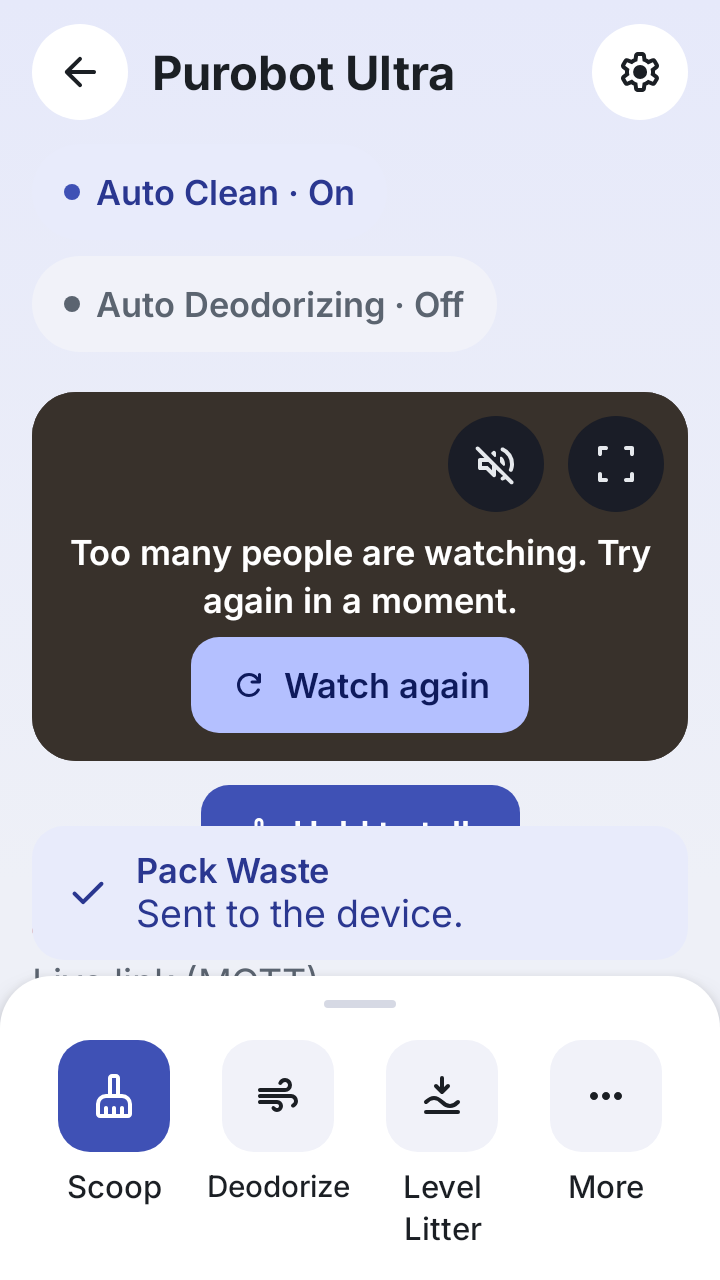 Purobot Ultra
Auto Clean · On
Auto Deodorizing · Off
Too many people are watching. Try
again in a moment.
Watch again
Pack Waste
Sent to the device.
Scoop
Deodorize
Level
Litter
More